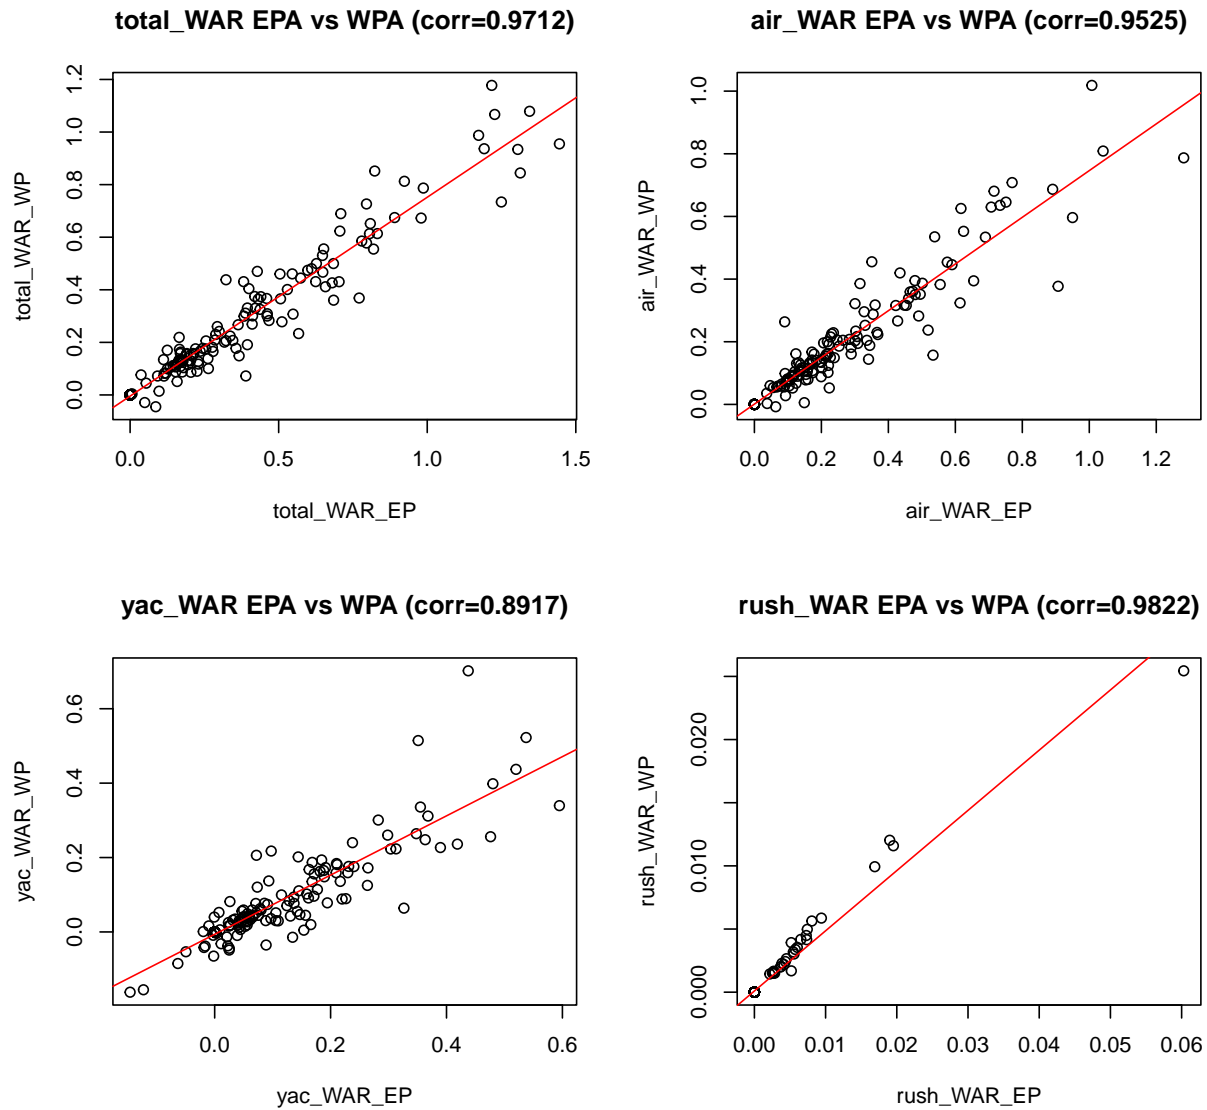 total_WAR EPA vs WPA (corr=0.9712)
total_WAR_WP
0.0 0.2 0.4 0.6 0.8 1.0 1.2
0.0 0.5 1.0 1.5
total_WAR_EP
air_WAR EPA vs WPA (corr=0.9525)
air_WAR_WP
0.0 0.2 0.4 0.6 0.8 1.0
0.0 0.2 0.4 0.6 0.8 1.0 1.2
air_WAR_EP
yac_WAR EPA vs WPA (corr=0.8917)
yac_WAR_WP
0.0 0.2 0.4 0.6
0.0 0.2 0.4 0.6
yac_WAR_EP
rush_WAR EPA vs WPA (corr=0.9822)
rush_WAR_WP
0.000 0.010 0.020
0.00 0.01 0.02 0.03 0.04 0.05 0.06
rush_WAR_EP